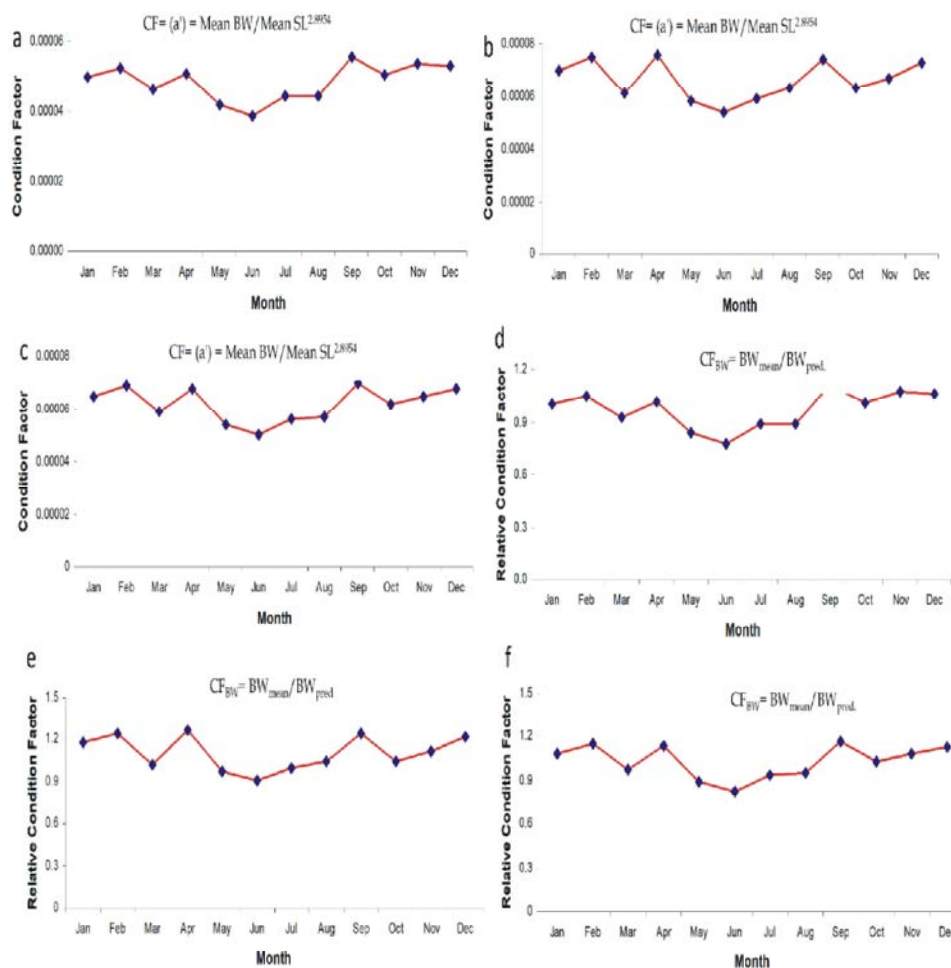 a
CF= (a') = Mean BW/Mean SL2.8954
Condition Factor
0.00006
0.00004
0.00002
0.00000
Jan Feb Mar Apr May Jun Jul Aug Sep Oct Nov Dec
Month
b
CF= (a') = Mean BW/Mean SL2.8954
Condition Factor
0.00008
0.00006
0.00004
0.00002
0
Jan Feb Mar Apr May Jun Jul Aug Sep Oct Nov Dec
Month
c
CF= (a') = Mean BW/Mean SL2.8954
Condition Factor
0.00008
0.00006
0.00004
0.00002
0
Jan Feb Mar Apr May Jun Jul Aug Sep Oct Nov Dec
Month
d
CFBW= BWmean/BWpred.
Relative Condition Factor
1.2
0.9
0.6
0.3
0.0
Jan Feb Mar Apr May Jun Jul Aug Sep Oct Nov Dec
Month
e
CFBW= BWmean/BWpred
Relative Condition Factor
1.5
1.2
0.9
0.6
0.3
0
Jan Feb Mar Apr May Jun Jul Aug Sep Oct Nov Dec
Month
f
CFBW= BWmean/BWpred.
Relative Condition Factor
1.5
1.2
0.9
0.6
0.3
0
Jan Feb Mar Apr May Jun Jul Aug Sep Oct Nov Dec
Month